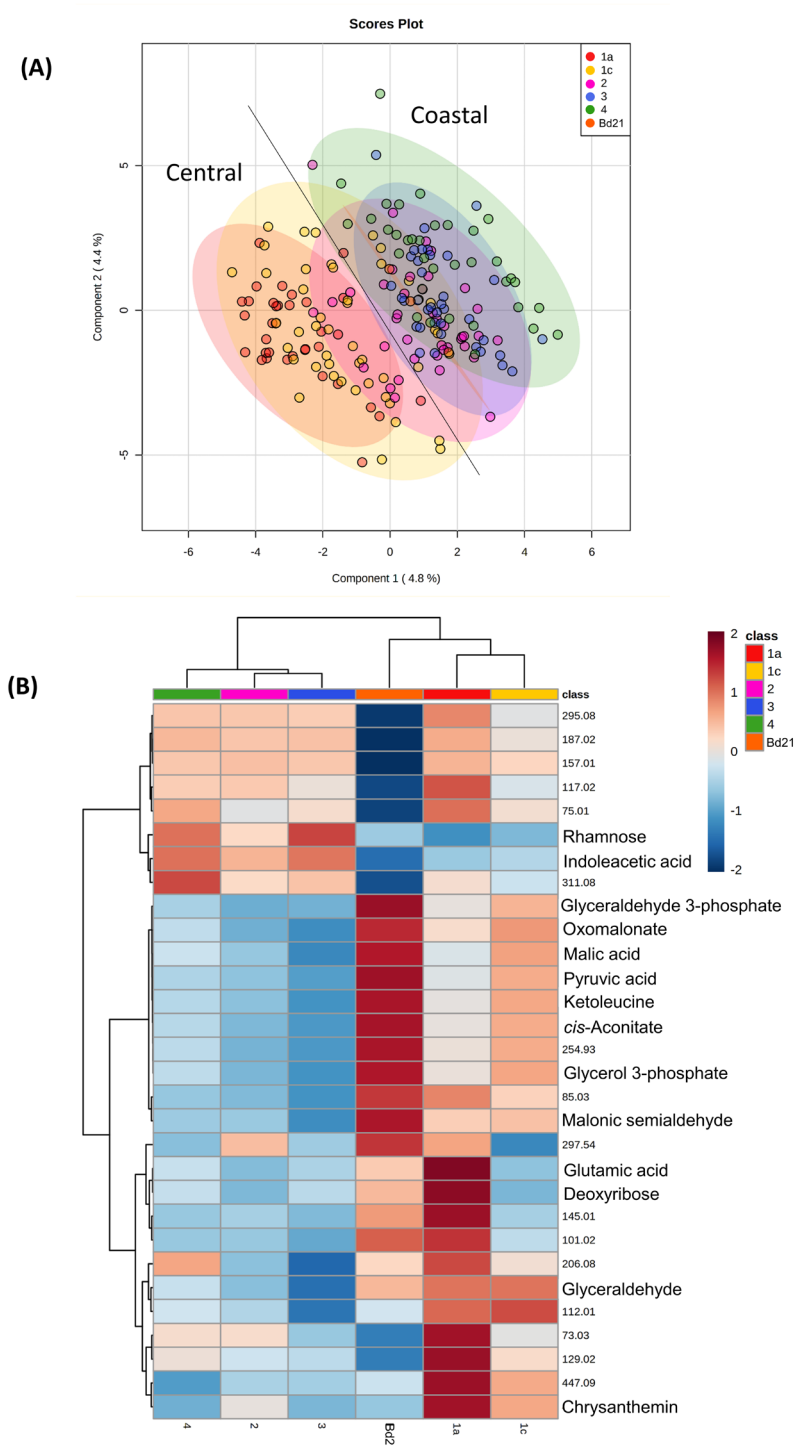 Scores Plot
(A)
1a
1c
2
3
4
Bd21
Coastal
Central
5
0
-5
Component 2 ( 4.4 %)
-6
-4
-2
0
2
4
6
Component 1 ( 4.8 %)
(B)
2
1
0
-1
-2
class
1a
1c
2
3
4
Bd21
class
295.08
187.02
157.01
117.02
75.01
Rhamnose
Indoleacetic acid
311.08
Glyceraldehyde 3-phosphate
Oxomalonate
Malic acid
Pyruvic acid
Ketoleucine
cis-Aconitate
254.93
Glycerol 3-phosphate
85.03
Malonic semialdehyde
297.54
Glutamic acid
Deoxyribose
145.01
101.02
206.08
Glyceraldehyde
112.01
73.03
129.02
447.09
Chrysanthemin
4
2
3
Bd2
1a
1c